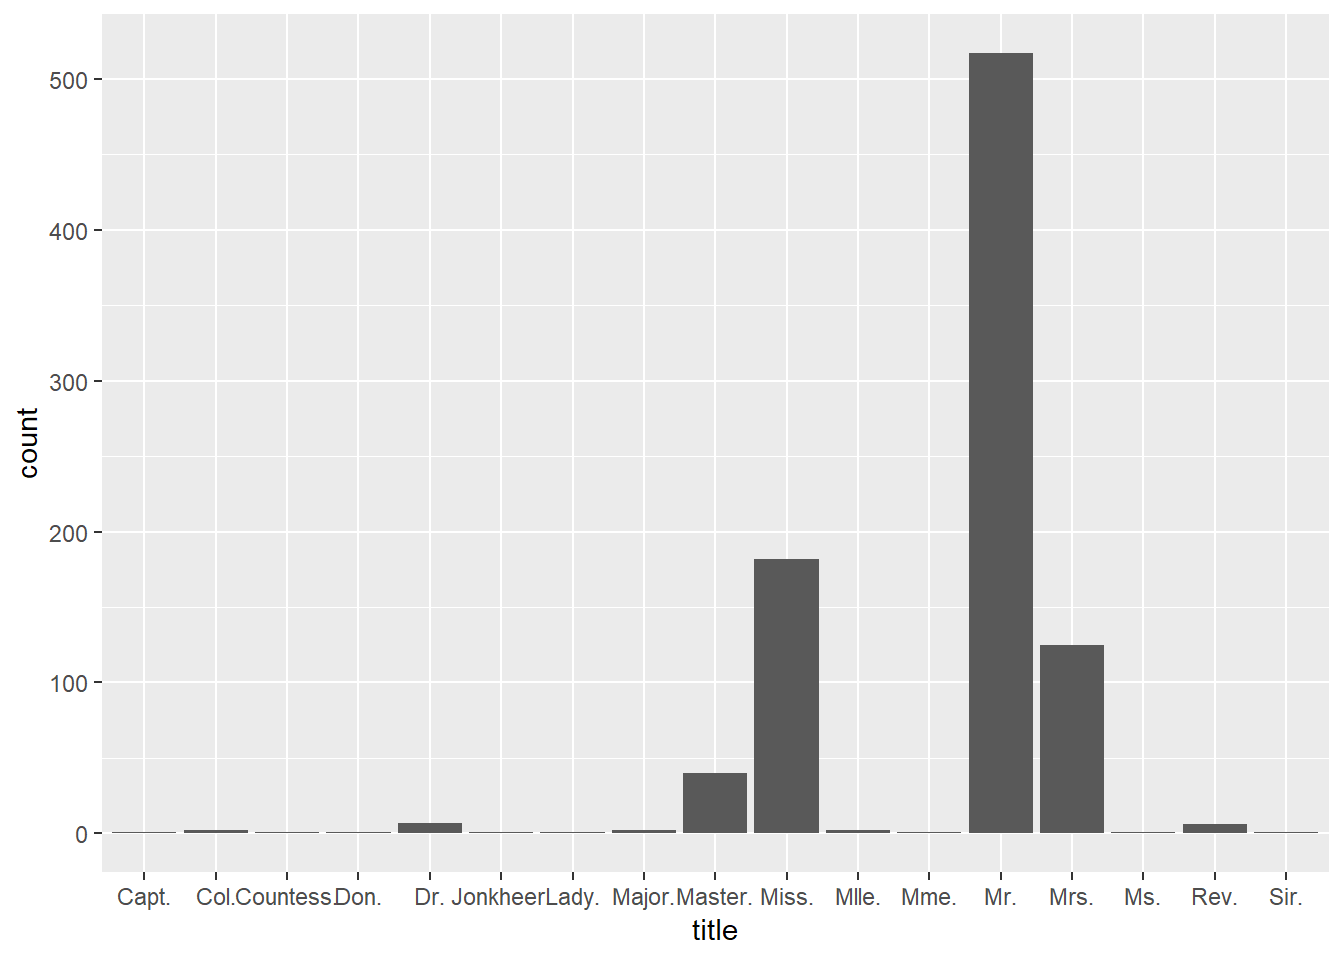 500
400
300
200
100
0
count
Capt. Col. Countess. Don. Dr. Jonkheer. Lady. Major. Master. Miss. Mlle. Mme. Mr. Mrs. Ms. Rev. Sir.
title